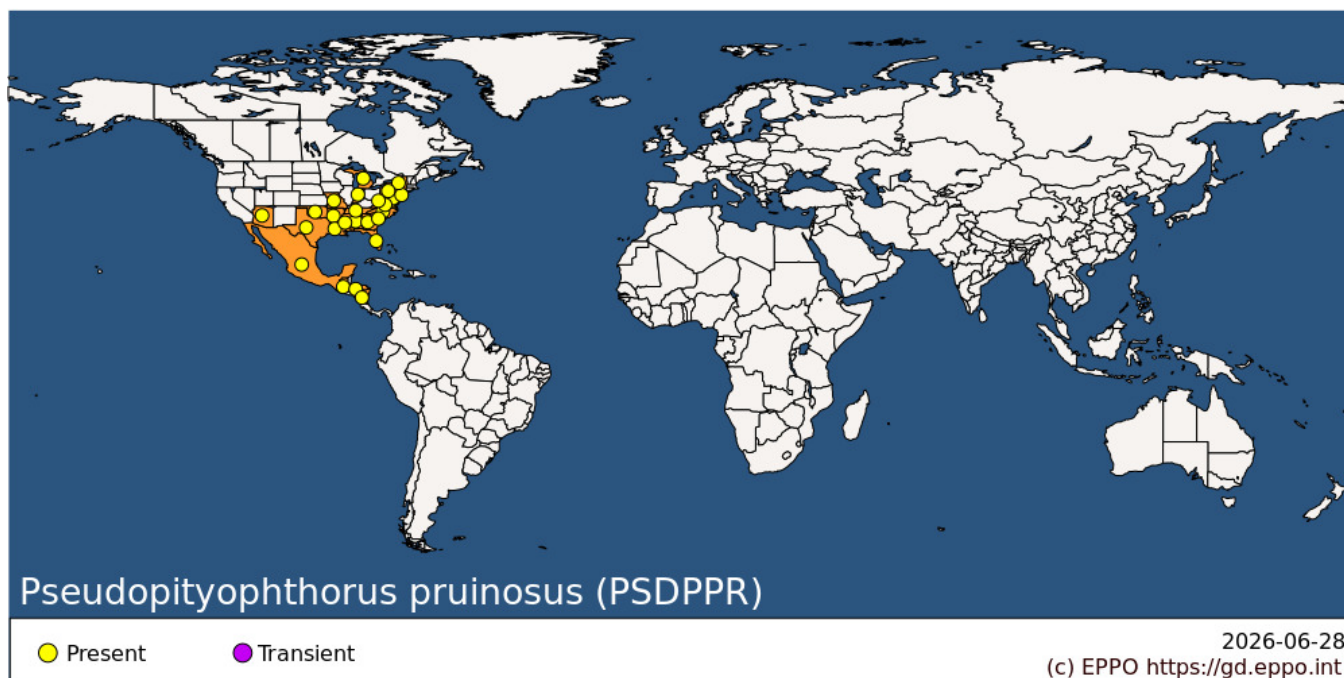 Pseudopityophthorus pruinosus (PSDPPR)
Present
Transient
2026-06-28
(c) EPPO https://gd.eppo.int